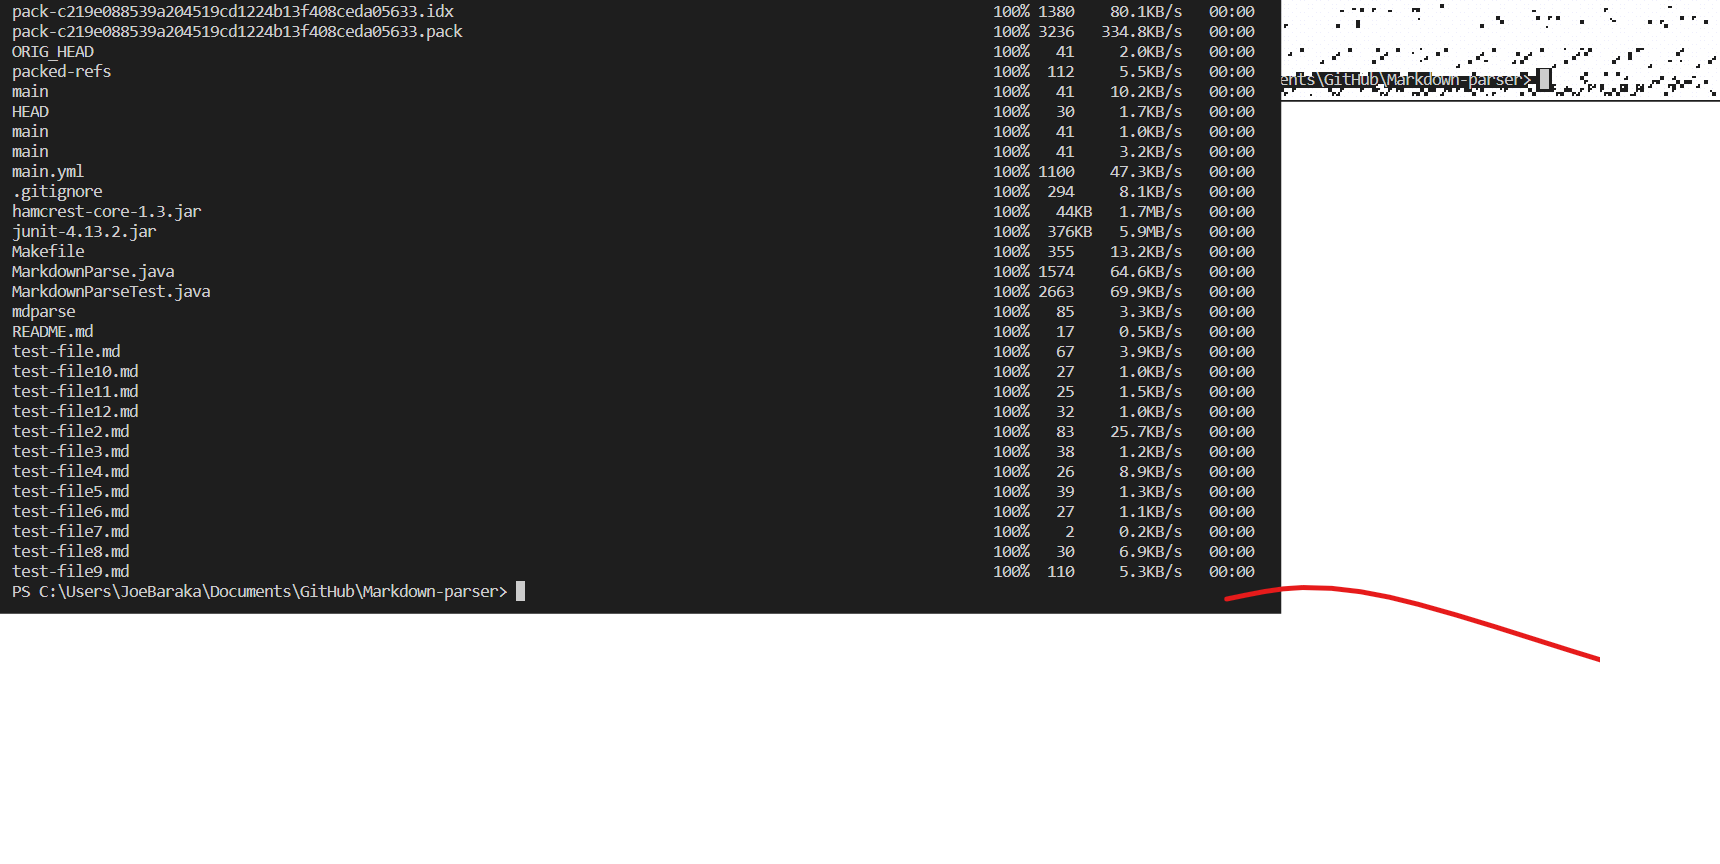 pack-c219e088539a204519cd1224b13f408ceda05633.idx 100% 1380 80.1KB/s 00:00
pack-c219e088539a204519cd1224b13f408ceda05633.pack 100% 3236 334.8KB/s 00:00
ORIG_HEAD 100% 41 2.0KB/s 00:00
packed-refs 100% 112 5.5KB/s 00:00
main 100% 41 10.2KB/s 00:00
HEAD 100% 30 1.7KB/s 00:00
main 100% 41 1.0KB/s 00:00
main 100% 41 3.2KB/s 00:00
main.yml 100% 1100 47.3KB/s 00:00
.gitignore 100% 294 8.1KB/s 00:00
hamcrest-core-1.3.jar 100% 44KB 1.7MB/s 00:00
junit-4.13.2.jar 100% 376KB 5.9MB/s 00:00
Makefile 100% 355 13.2KB/s 00:00
MarkdownParse.java 100% 1574 64.6KB/s 00:00
MarkdownParseTest.java 100% 2663 69.9KB/s 00:00
mdparse 100% 85 3.3KB/s 00:00
README.md 100% 17 0.5KB/s 00:00
test-file.md 100% 67 3.9KB/s 00:00
test-file10.md 100% 27 1.0KB/s 00:00
test-file11.md 100% 25 1.5KB/s 00:00
test-file12.md 100% 32 1.0KB/s 00:00
test-file2.md 100% 83 25.7KB/s 00:00
test-file3.md 100% 38 1.2KB/s 00:00
test-file4.md 100% 26 8.9KB/s 00:00
test-file5.md 100% 39 1.3KB/s 00:00
test-file6.md 100% 27 1.1KB/s 00:00
test-file7.md 100% 2 0.2KB/s 00:00
test-file8.md 100% 30 6.9KB/s 00:00
test-file9.md 100% 110 5.3KB/s 00:00
PS C:\Users\JoeBaraka\Documents\GitHub\Markdown-parser>
ents\GitHub\Markdown-parser>